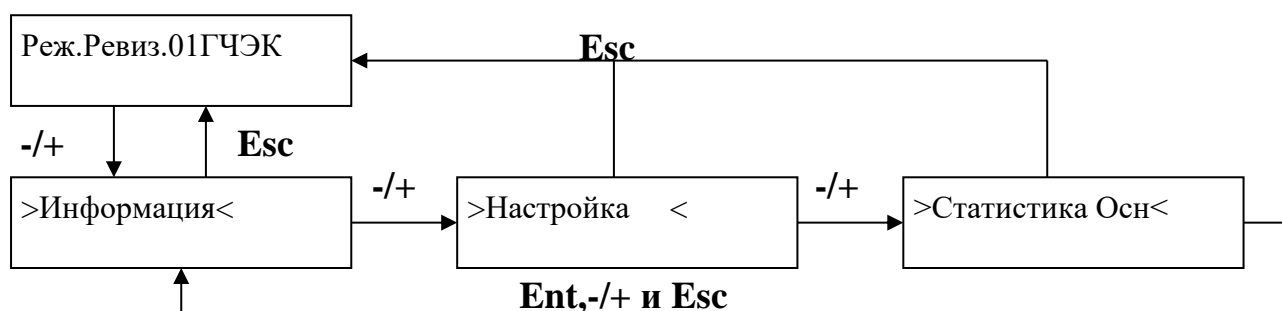 Реж.Ревиз.01ГЧЭК
Esc
-/+
Esc
>Информация<
-/+
>Настройка <
-/+
>Статистика Осн<
Ent,-/+ и Esc